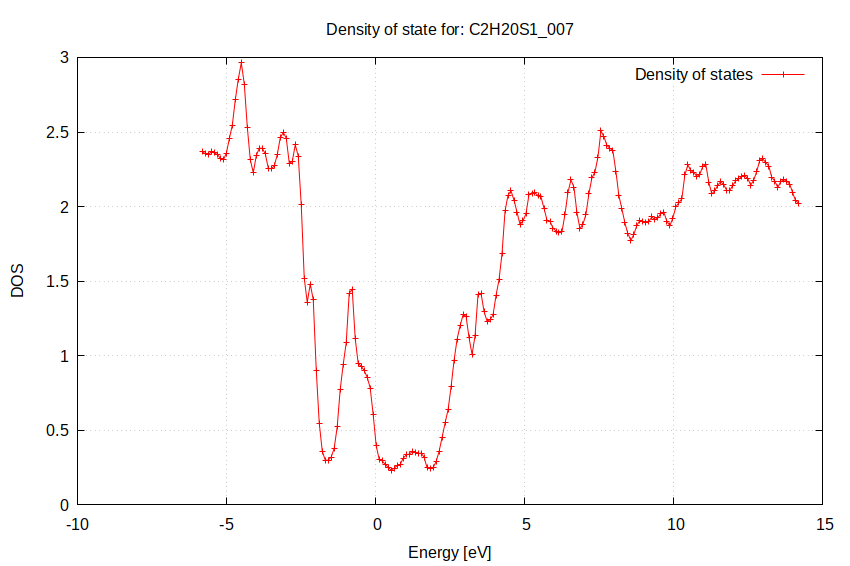 Density of state for: C2H20S1_007
Density of states
3
2.5
2
1.5
1
0.5
0
DOS
-10 -5 0 5 10 15
Energy [eV]